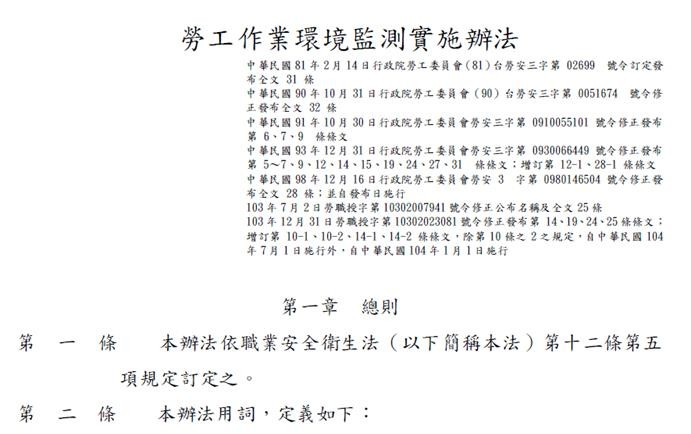 勞工作業環境監測實施辦法
中華民國 81 年 2 月 14 日行政院勞工委員會(81)台勞安三字第 02699 號令訂定發
布全文 31 條
中華民國 90 年 10 月 31 日行政院勞工委員會(90)台勞安三字第 0051674 號令修
正發布全文 32 條
中華民國 91 年 10 月 30 日行政院勞工委員會勞安三字第 0910055101 號令修正發布
第 6、7、9 條條文
中華民國 93 年 12 月 31 日行政院勞工委員會勞安三字第 0930066449 號令修正發布
第 5~7、9、12、14、15、19、24、27、31 條條文;增訂第 12-1、28-1 條條文
中華民國 98 年 12 月 16 日行政院勞工委員會勞安 3 字第 0980146504 號令修正發
布全文 28 條;並自發布日施行
103 年 7 月 2 日勞職授字第 10302007941 號令修正公布名稱及全文 25 條
103 年 12 月 31 日勞職授字第 10302023081 號令修正發布第 14、19、24、25 條條文;
增訂第 10-1、10-2、14-1、14-2 條條文,除第 10 條之 2 之規定,自中華民國 104
年 7 月 1 日施行外,自中華民國 104 年 1 月 1 日施行
第一章 總則
第 一 條 本辦法依職業安全衛生法(以下簡稱本法)第十二條第五
項規定訂定之。
第 二 條 本辦法用詞,定義如下: